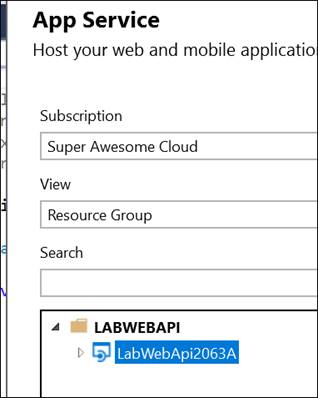 App Service
Host your web and mobile application
Subscription
Super Awesome Cloud
View
Resource Group
Search
LABWEBAPI
LabWebApi2063A